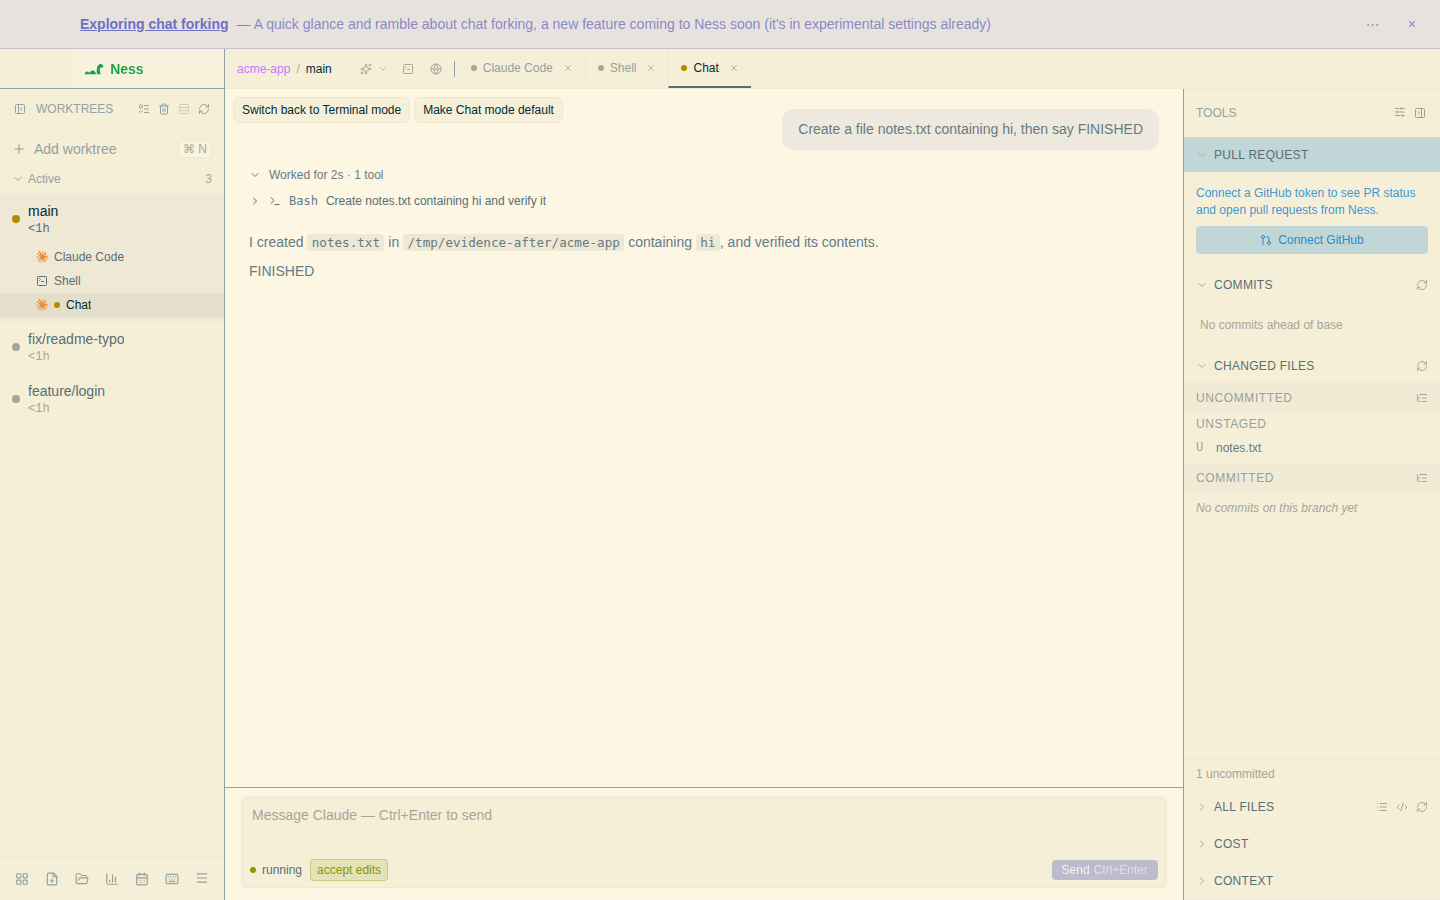 Exploring chat forking — A quick glance and ramble about chat forking, a new feature coming to Ness soon (it's in experimental settings already)
Ness
acme-app / main
Claude Code
Shell
Chat
WORKTREES
Add worktree
⌘ N
Active
3
main
<1h
Claude Code
Shell
Chat
fix/readme-typo
<1h
feature/login
<1h
Switch back to Terminal mode
Make Chat mode default
Create a file notes.txt containing hi, then say FINISHED
Worked for 2s · 1 tool
Bash Create notes.txt containing hi and verify it
I created notes.txt in /tmp/evidence-after/acme-app containing hi, and verified its contents.
FINISHED
Message Claude — Ctrl+Enter to send
running
accept edits
Send Ctrl+Enter
TOOLS
PULL REQUEST
Connect a GitHub token to see PR status
and open pull requests from Ness.
Connect GitHub
COMMITS
No commits ahead of base
CHANGED FILES
UNCOMMITTED
UNSTAGED
U notes.txt
COMMITTED
No commits on this branch yet
1 uncommitted
ALL FILES
COST
CONTEXT